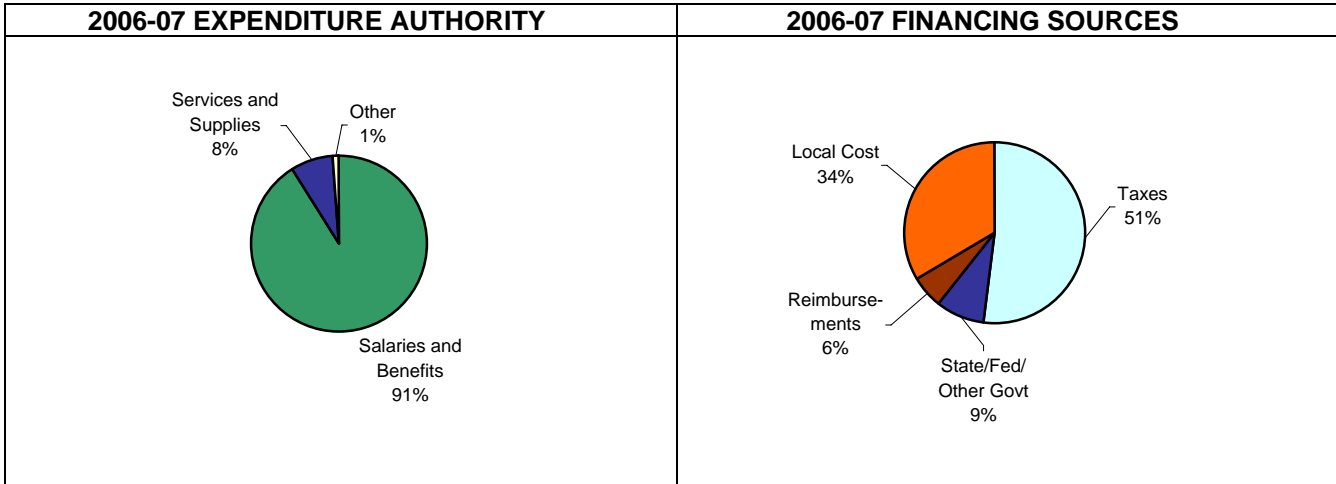 2006-07 EXPENDITURE AUTHORITY
Services and
Supplies
8%
Other
1%
Salaries and
Benefits
91%
2006-07 FINANCING SOURCES
Local Cost
34%
Taxes
51%
Reimburse-
ments
6%
State/Fed/
Other Govt
9%